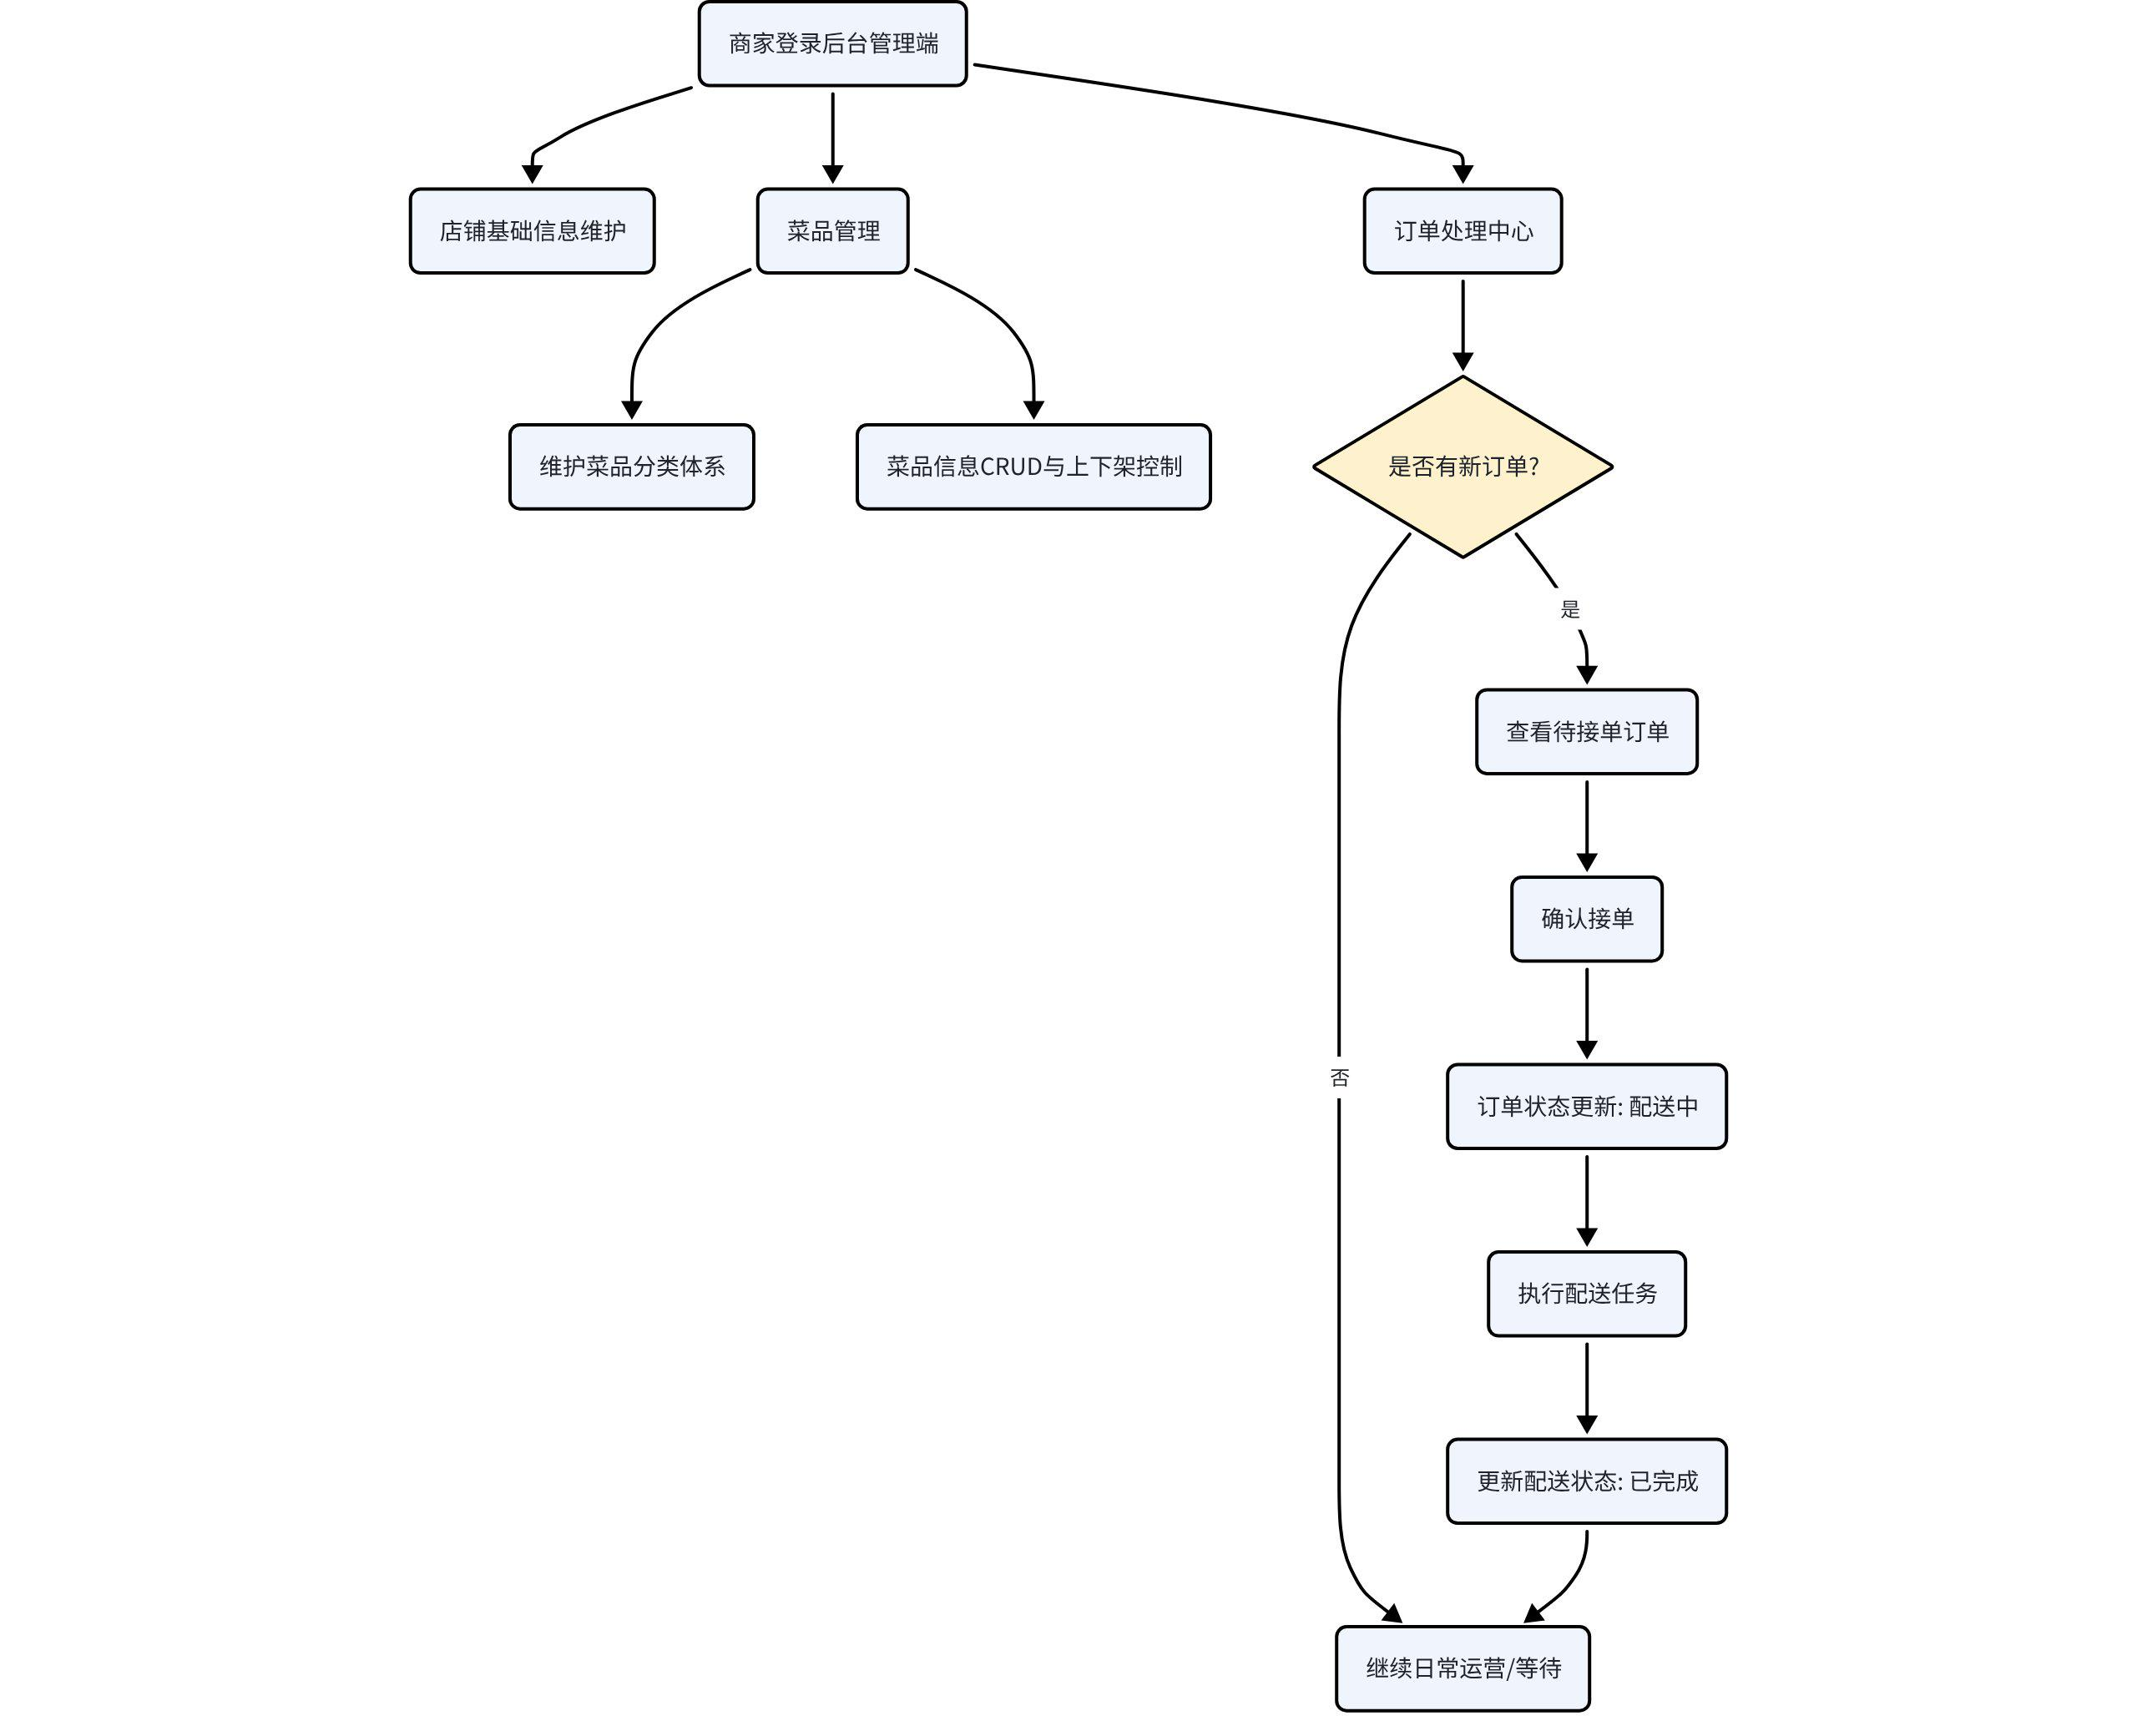 商家登录后台管理端
店铺基础信息维护
菜品管理
订单处理中心
维护菜品分类体系
菜品信息CRUD与上下架控制
是否有新订单?
是
查看待接单订单
确认接单
否
订单状态更新: 配送中
执行配送任务
更新配送状态: 已完成
继续日常运营/等待